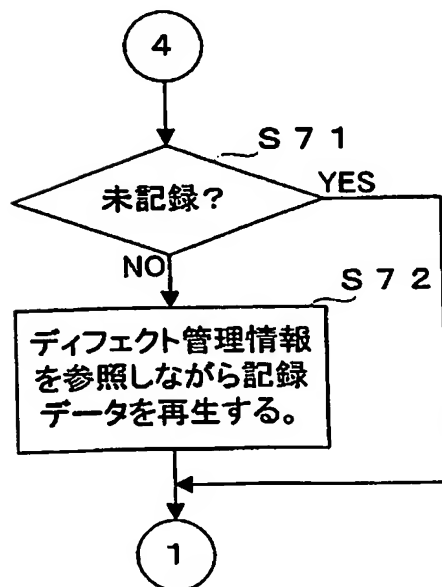 4
S71
未記録？
YES
NO
S72
ディフェクト管理情報
を参照しながら記録
データを再生する。
1